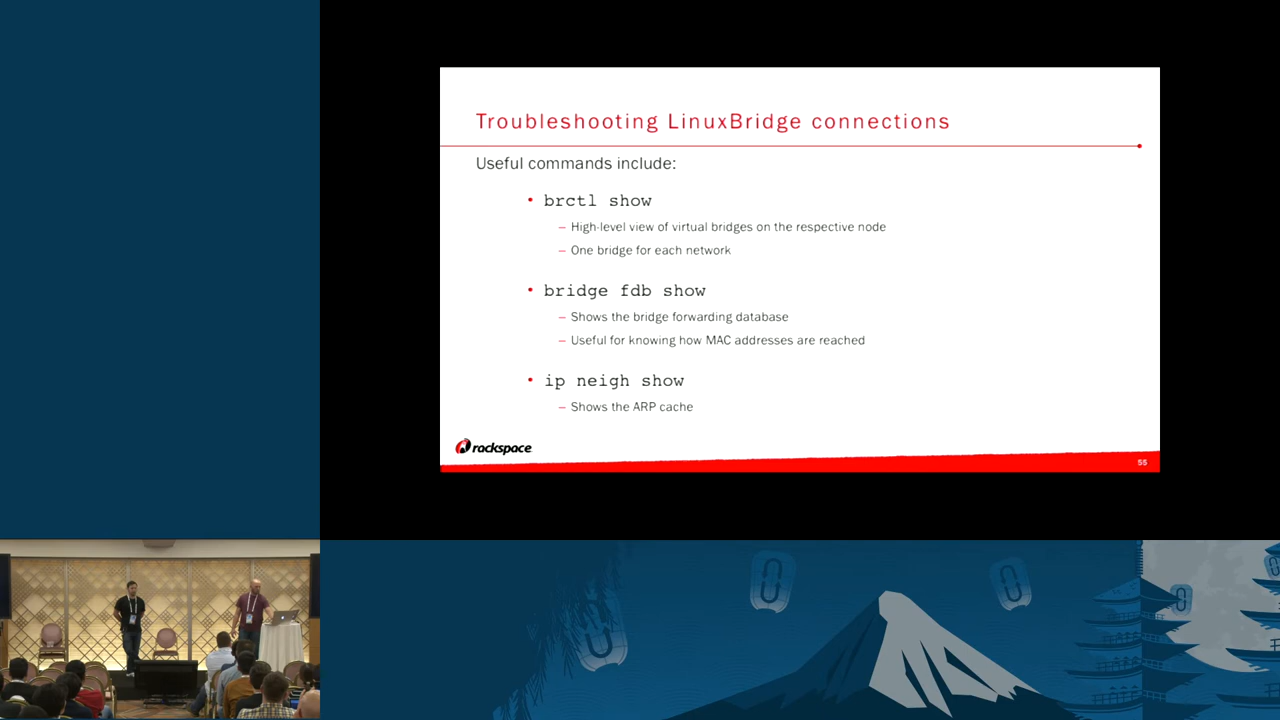 Troubleshooting LinuxBridge connections
Useful commands include:
• brctl show
– High-level view of virtual bridges on the respective node
– One bridge for each network
• bridge fdb show
– Shows the bridge forwarding database
– Useful for knowing how MAC addresses are reached
• ip neigh show
– Shows the ARP cache
rackspace
55